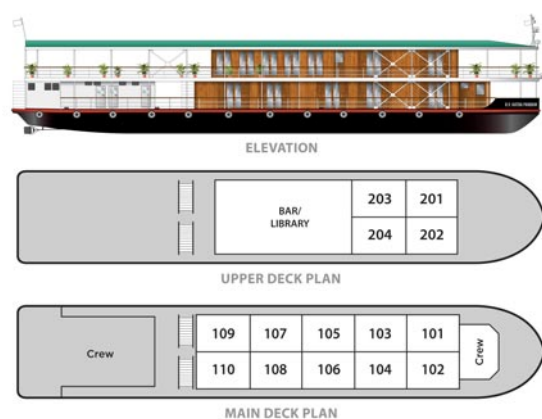 ELEVATION
BAR/
LIBRARY
203 201
204 202
UPPER DECK PLAN
Crew
109 107 105 103 101
110 108 106 104 102
Crew
MAIN DECK PLAN